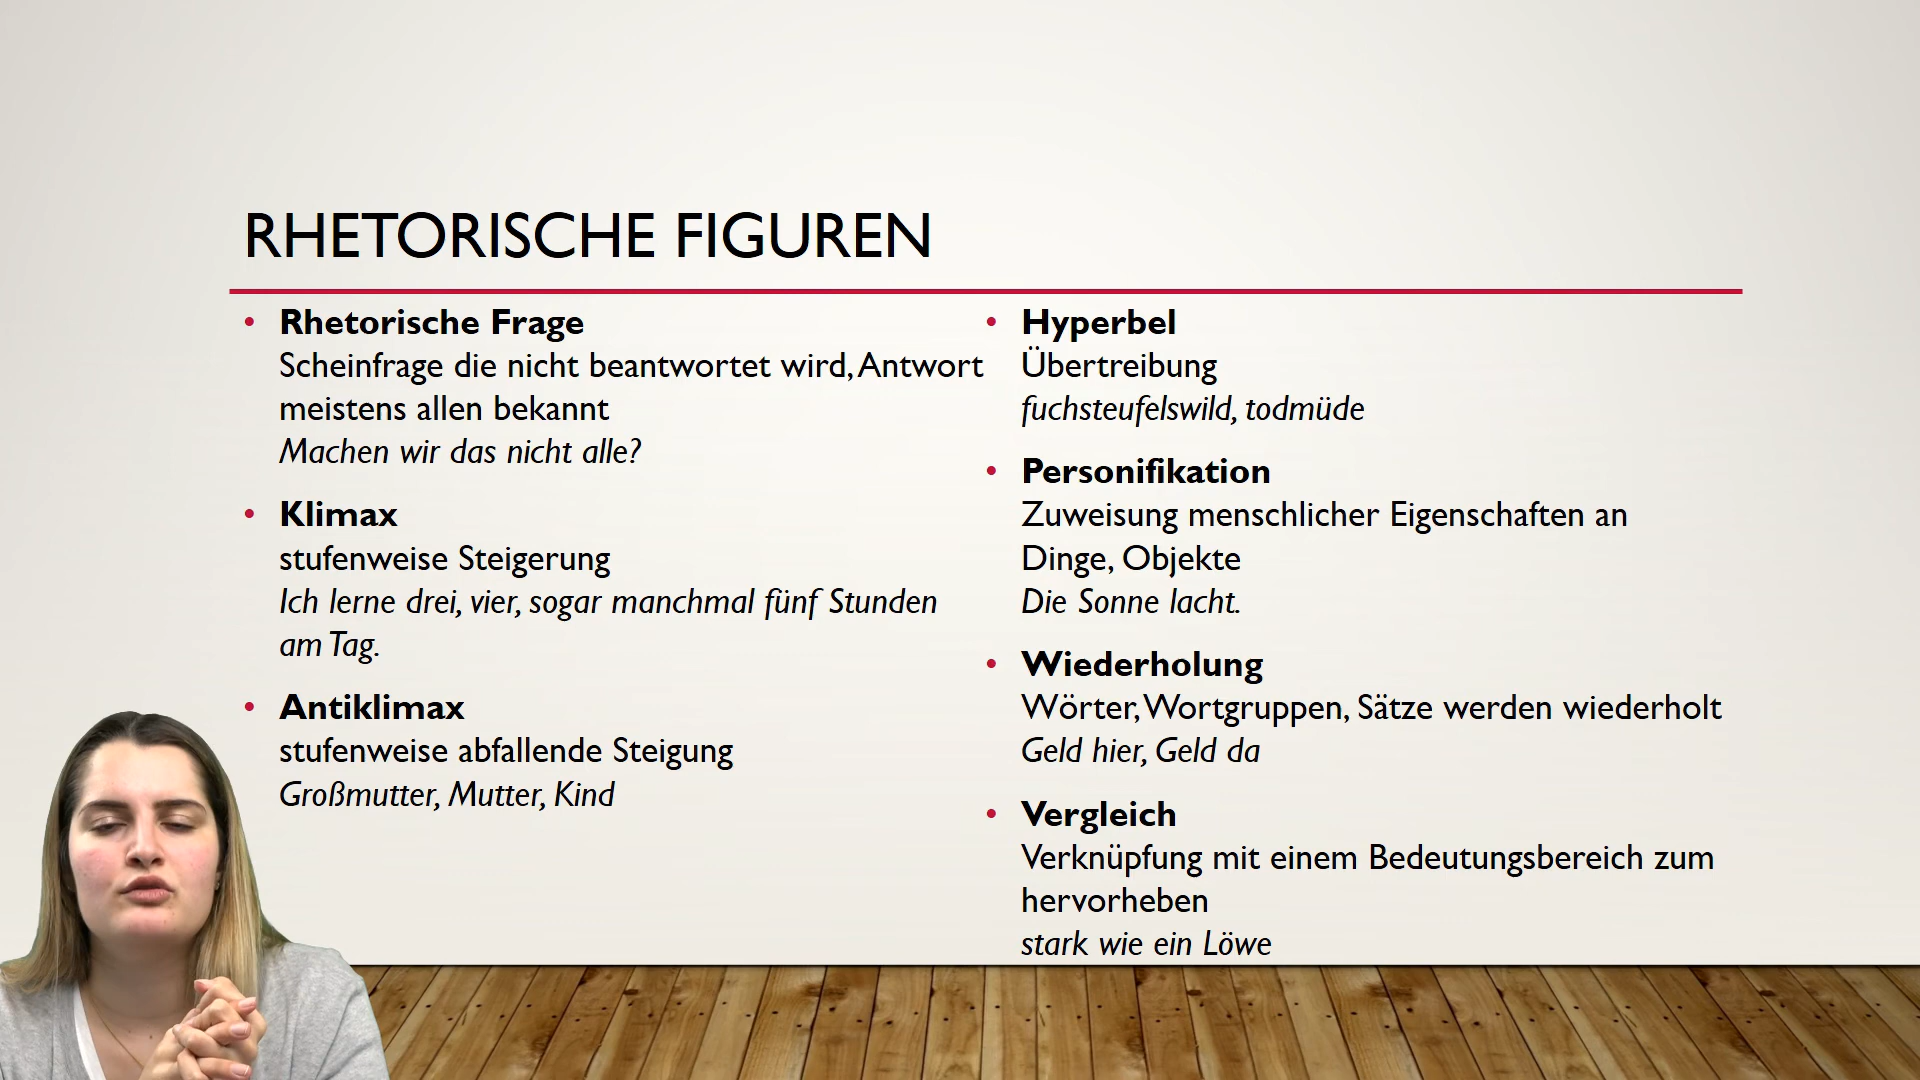 RHETORISCHE FIGUREN
Rhetorische Frage
Scheinfrage die nicht beantwortet wird, Antwort
meistens allen bekannt
Machen wir das nicht alle?
Klimax
stufenweise Steigerung
Ich lerne drei, vier, sogar manchmal fünf Stunden
am Tag.
Antiklimax
stufenweise abfallende Steigung
Großmutter, Mutter, Kind
Hyperbel
Übertreibung
fuchsteufelswild, todmüde
Personifikation
Zuweisung menschlicher Eigenschaften an
Dinge, Objekte
Die Sonne lacht.
Wiederholung
Wörter, Wortgruppen, Sätze werden wiederholt
Geld hier, Geld da
Vergleich
Verknüpfung mit einem Bedeutungsbereich zum
hervorheben
stark wie ein Löwe